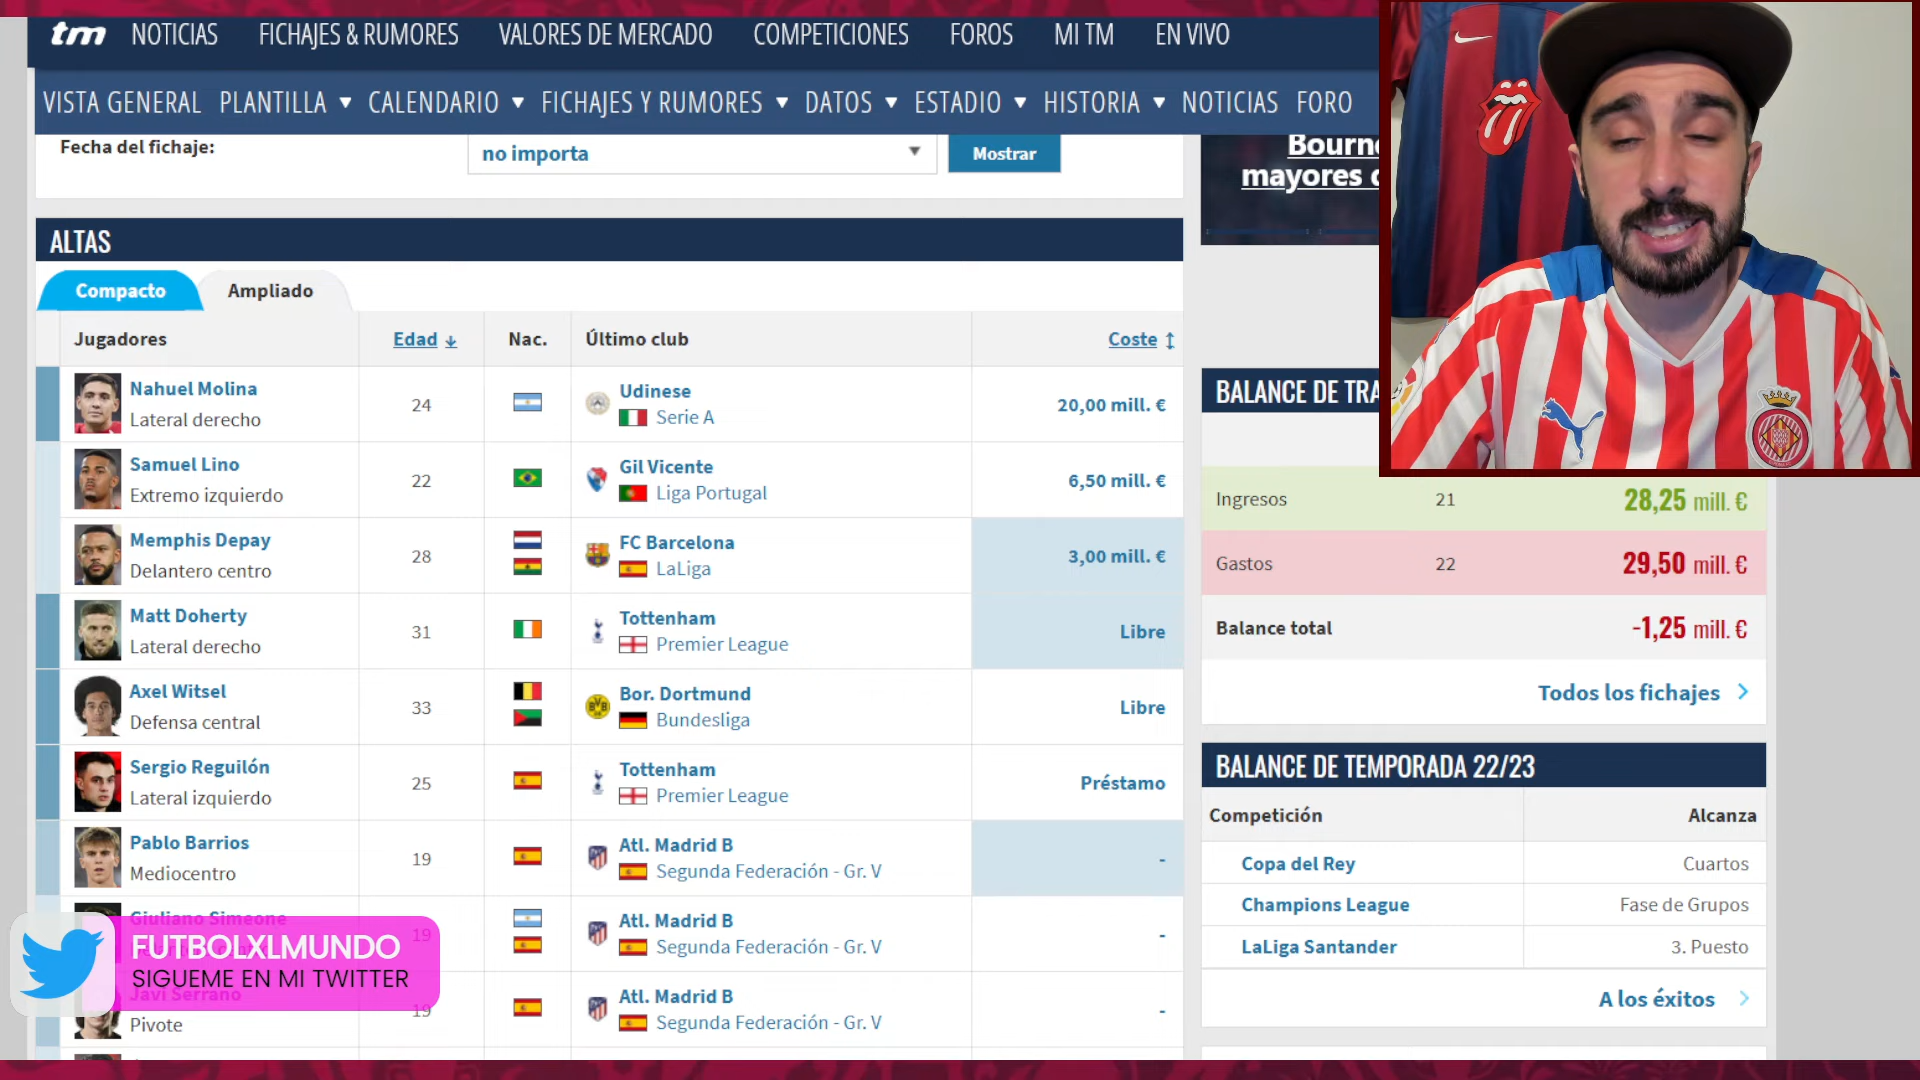 tm NOTICIAS FICHAJES & RUMORES VALORES DE MERCADO COMPETICIONES FOROS MI TM EN VIVO
VISTA GENERAL PLANTILLA CALENDARIO FICHAJES Y RUMORES DATOS ESTADIO HISTORIA NOTICIAS FORO
Fecha del fichaje: no importa Mostrar
mayores
ALTAS
Compacto Ampliado
Jugadores Edad Nac. Último club Coste
Nahuel Molina
Lateral derecho
24
Udinese
Serie A
20,00 mill. €
Samuel Lino
Extremo izquierdo
22
Gil Vicente
Liga Portugal
6,50 mill. €
Memphis Depay
Delantero centro
28
FC Barcelona
LaLiga
3,00 mill. €
Matt Doherty
Lateral derecho
31
Tottenham
Premier League
Libre
Axel Witsel
Defensa central
33
Bor. Dortmund
Bundesliga
Libre
Sergio Reguilón
Lateral izquierdo
25
Tottenham
Premier League
Préstamo
Pablo Barrios
Mediocentro
19
Atl. Madrid B
Segunda Federación - Gr. V
-
Giuliano Simeone
19
Atl. Madrid B
Segunda Federación - Gr. V
-
Javi Serrano
Pivote
19
Atl. Madrid B
Segunda Federación - Gr. V
-
FUTBOLXLMUNDO
SIGUEME EN MI TWITTER
BALANCE DE
Ingresos 21 28,25 mill. €
Gastos 22 29,50 mill. €
Balance total -1,25 mill. €
Todos los fichajes
BALANCE DE TEMPORADA 22/23
Competición Alcanza
Copa del Rey Cuartos
Champions League Fase de Grupos
LaLiga Santander 3. Puesto
A los éxitos